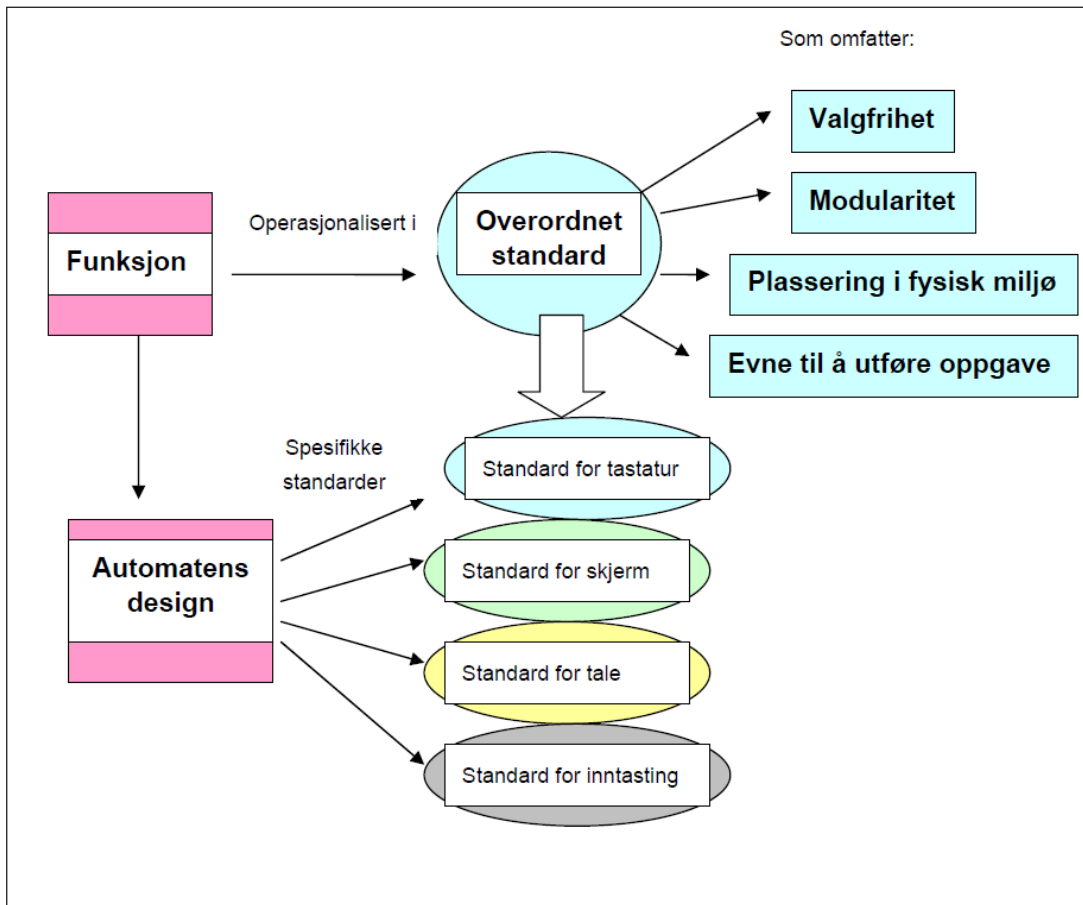 Som omfatter:
Valgfrihet
Modularitet
Operasjonalisert i
Overordnet
standard
Funksjon
Plassering i fysisk miljø
Evne til å utføre oppgave
Spesifikke
standarder
Standard for tastatur
Automatens
design
Standard for skjerm
Standard for tale
Standard for inntasting